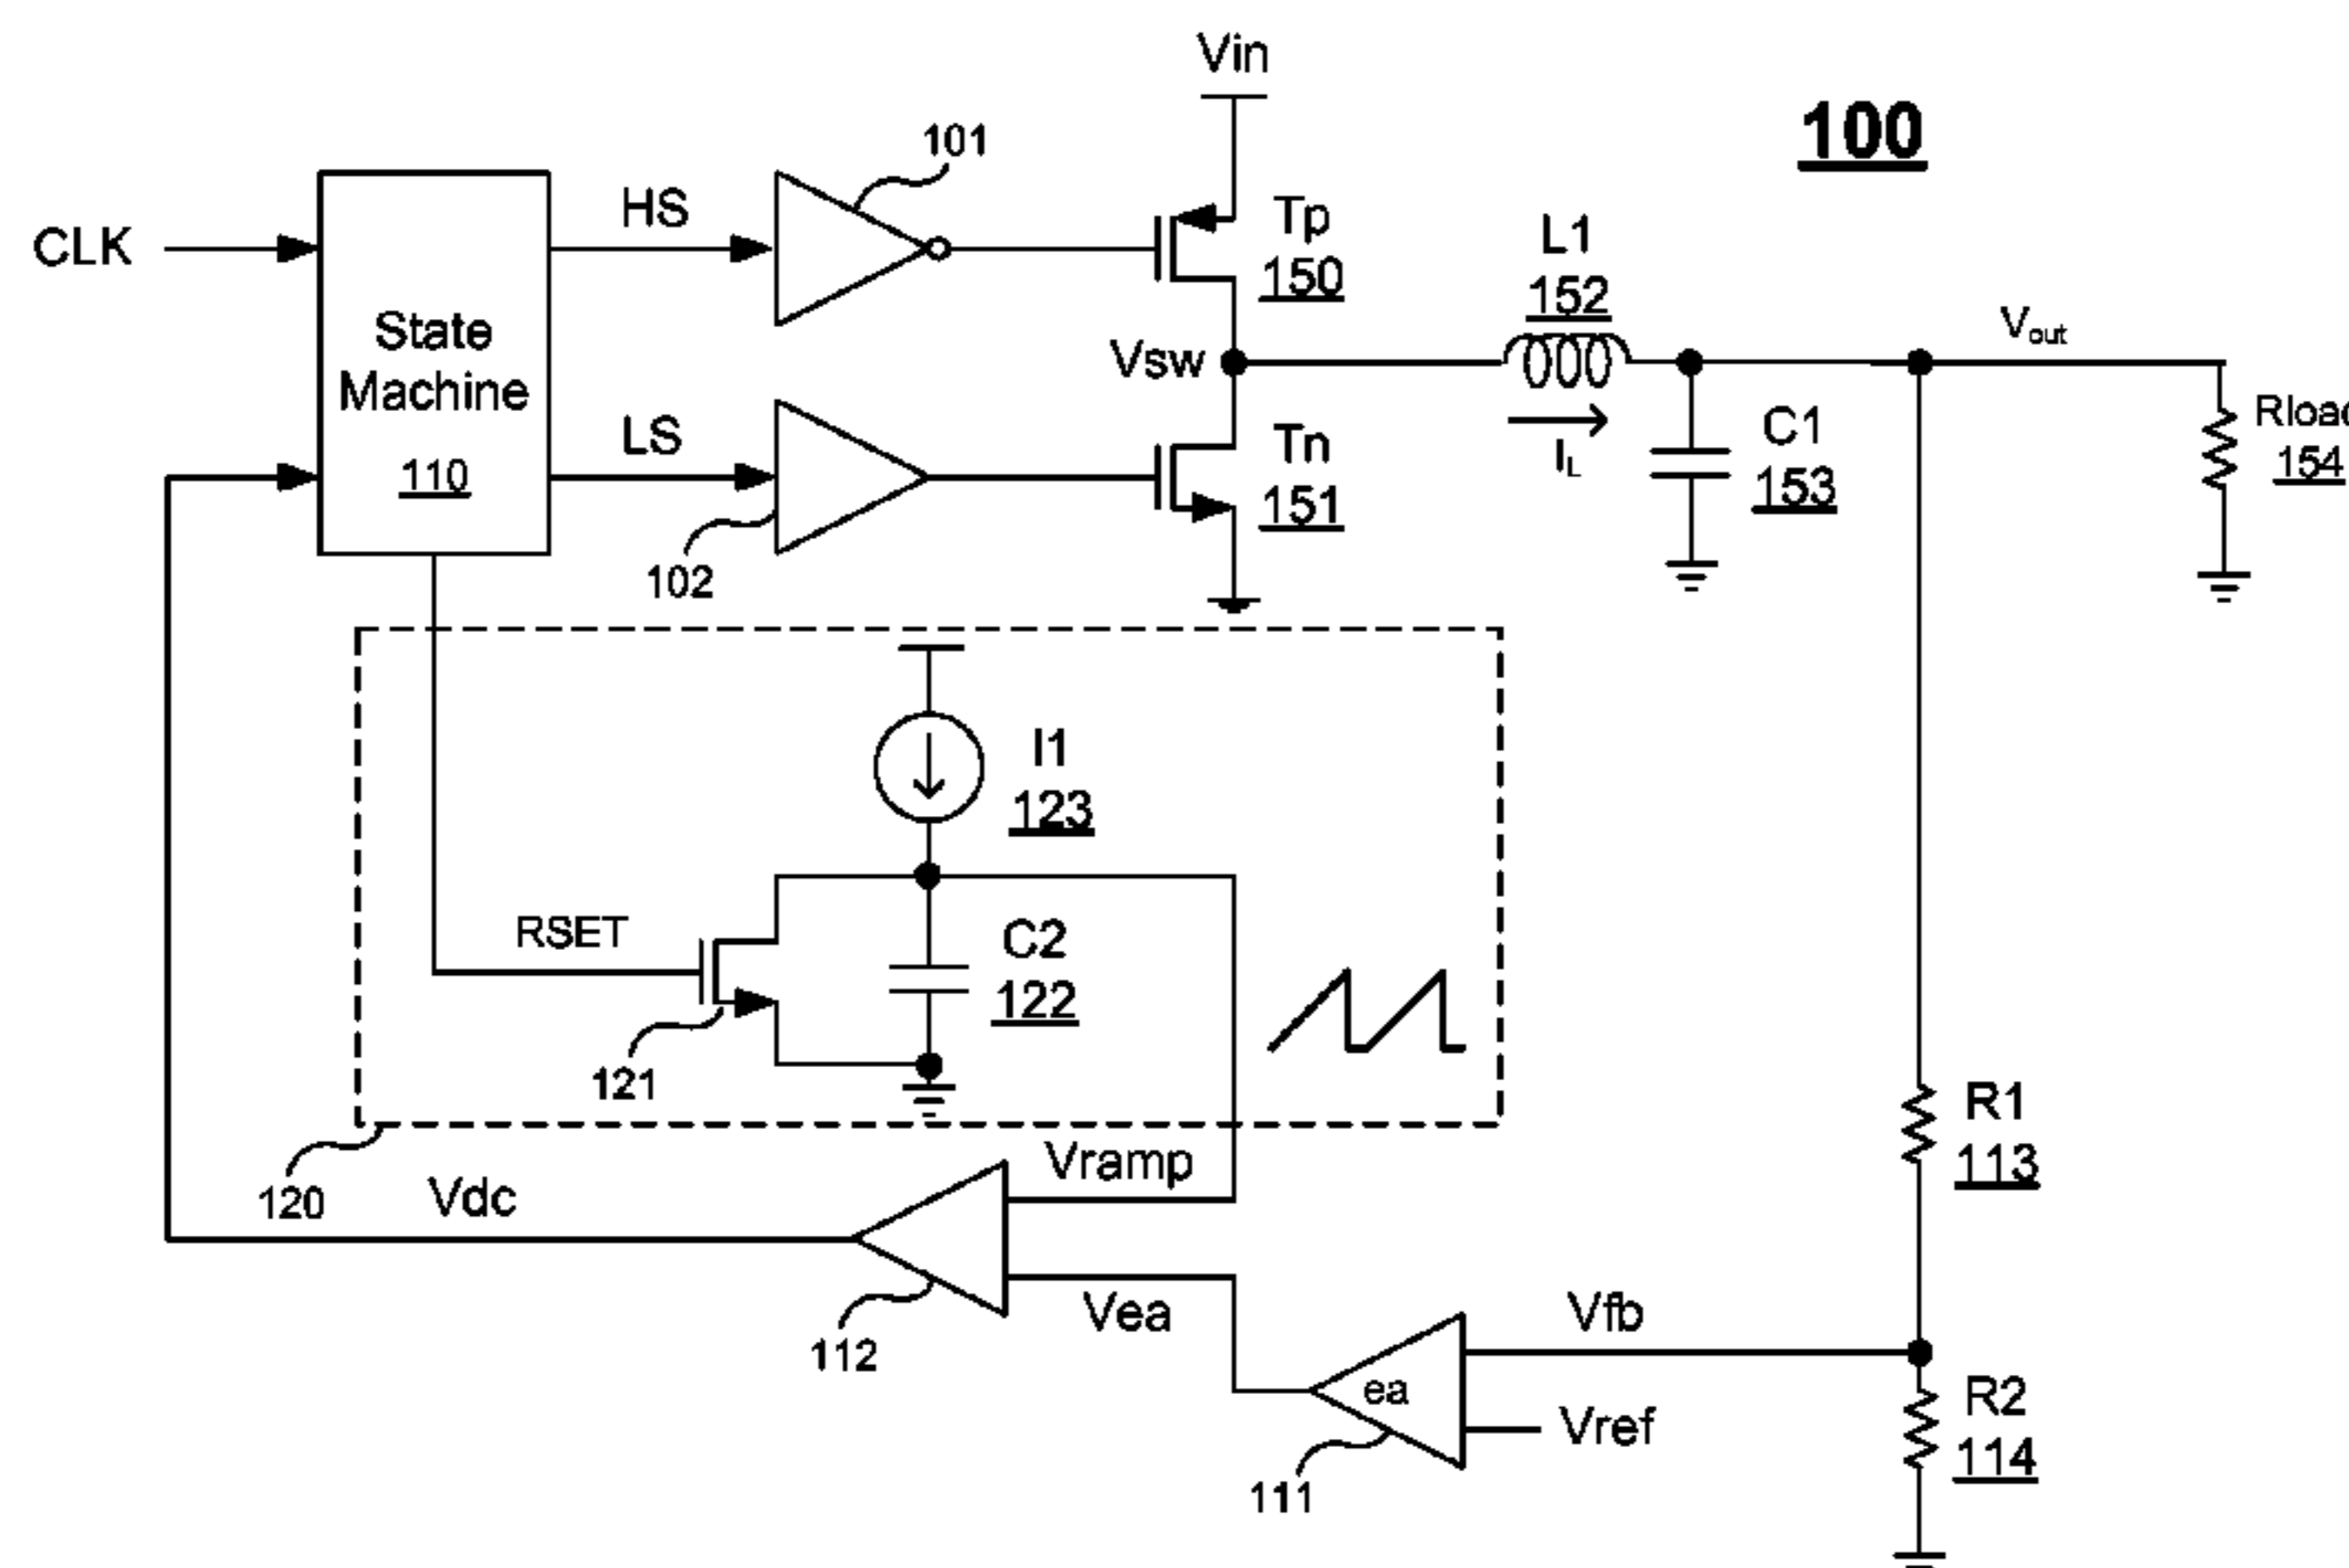 Vin
100
101
HS
CLK
Tp
150
L1
152
Vout
State
Machine
110
Vsw
LS
Tn
151
IL
C1
153
Rload
154
102
I1
123
RSET
C2
122
121
120
Vdc
Vramp
R1
113
Vea
112
Vfb
ea
Vref
111
R2
114